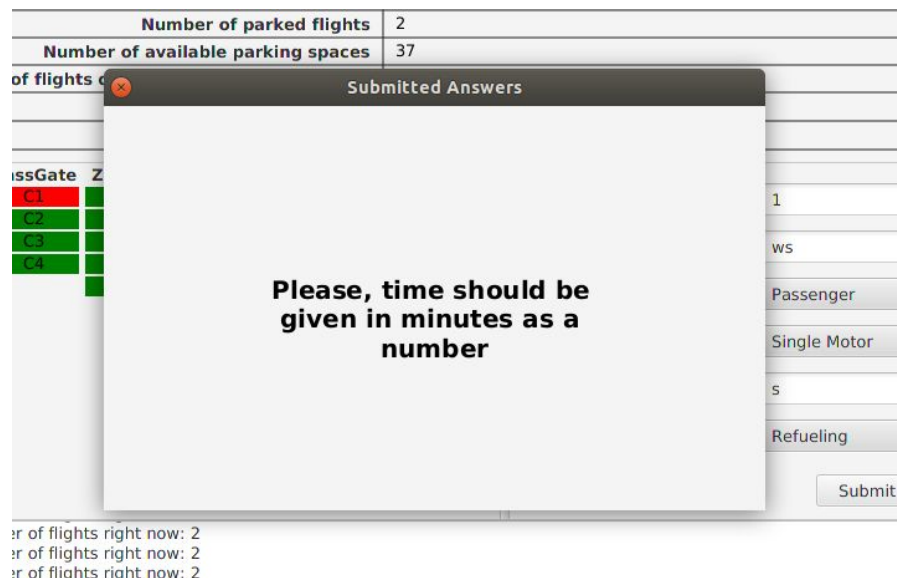 Number of parked flights 2
Number of available parking spaces 37
of flights
Submitted Answers
Please, time should be
given in minutes as a
number
ssGate Z
C1
C2
C3
C4
1
ws
Passenger
Single Motor
s
Refueling
Submit
er of flights right now: 2
er of flights right now: 2
er of flights right now: 2